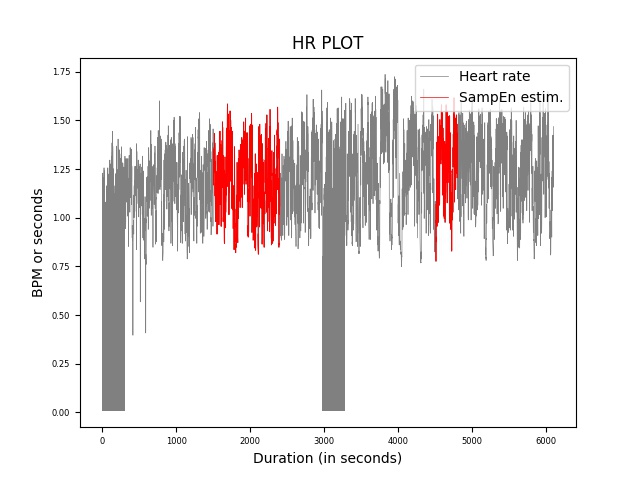 HR PLOT
Heart rate
SampEn estim.
1.75
1.50
1.25
1.00
0.75
0.50
0.25
0.00
BPM or seconds
0 1000 2000 3000 4000 5000 6000
Duration (in seconds)